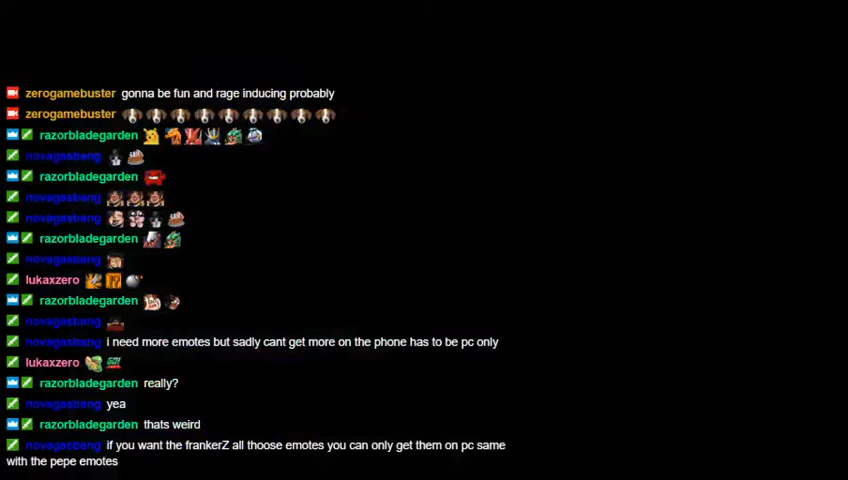 zerogamebuster gonna be fun and rage inducing probably
zerogamebuster
razorbladegarden
novagasbang
razorbladegarden
novagasbang
novagasbang
razorbladegarden
novagasbang
lukaxzero
razorbladegarden
novagasbang
novagasbang i need more emotes but sadly cant get more on the phone has to be pc only
lukaxzero GO!
razorbladegarden really?
novagasbang yea
razorbladegarden thats weird
novagasbang if you want the frankerZ all thoose emotes you can only get them on pc same
with the pepe emotes